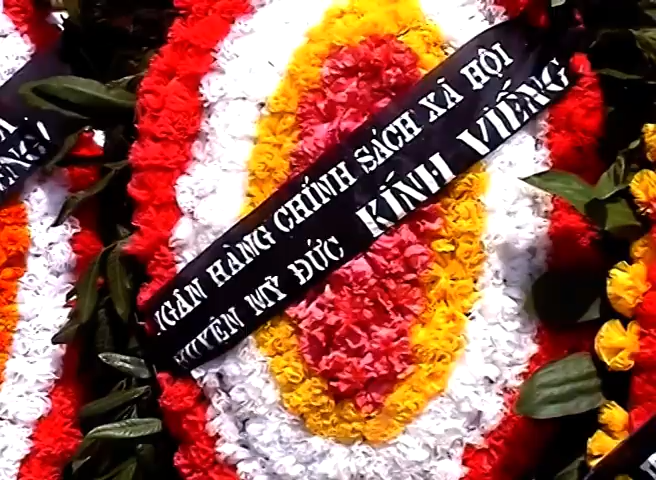 NGÂN HÀNG CHÍNH SÁCH XÃ HỘI
HUYỆN MỸ ĐỨC KÍNH VIẾNG